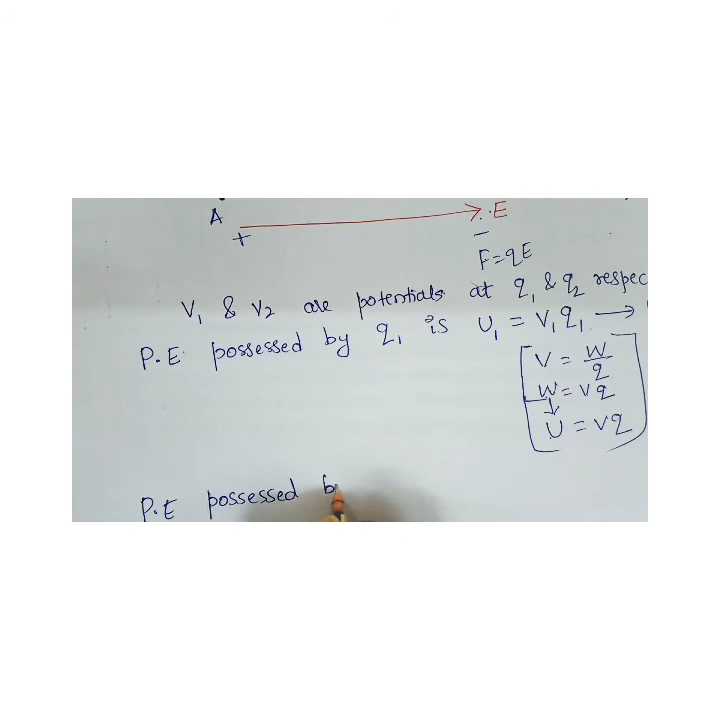 A
+
E
−
F=qE
V₁ & V₂ are potentials at q₁ & q₂ respec
P.E possessed by q₁ is U₁ = V₁q₁ →
V = W/q
W = Vq
↓
U = Vq
P.E possessed b